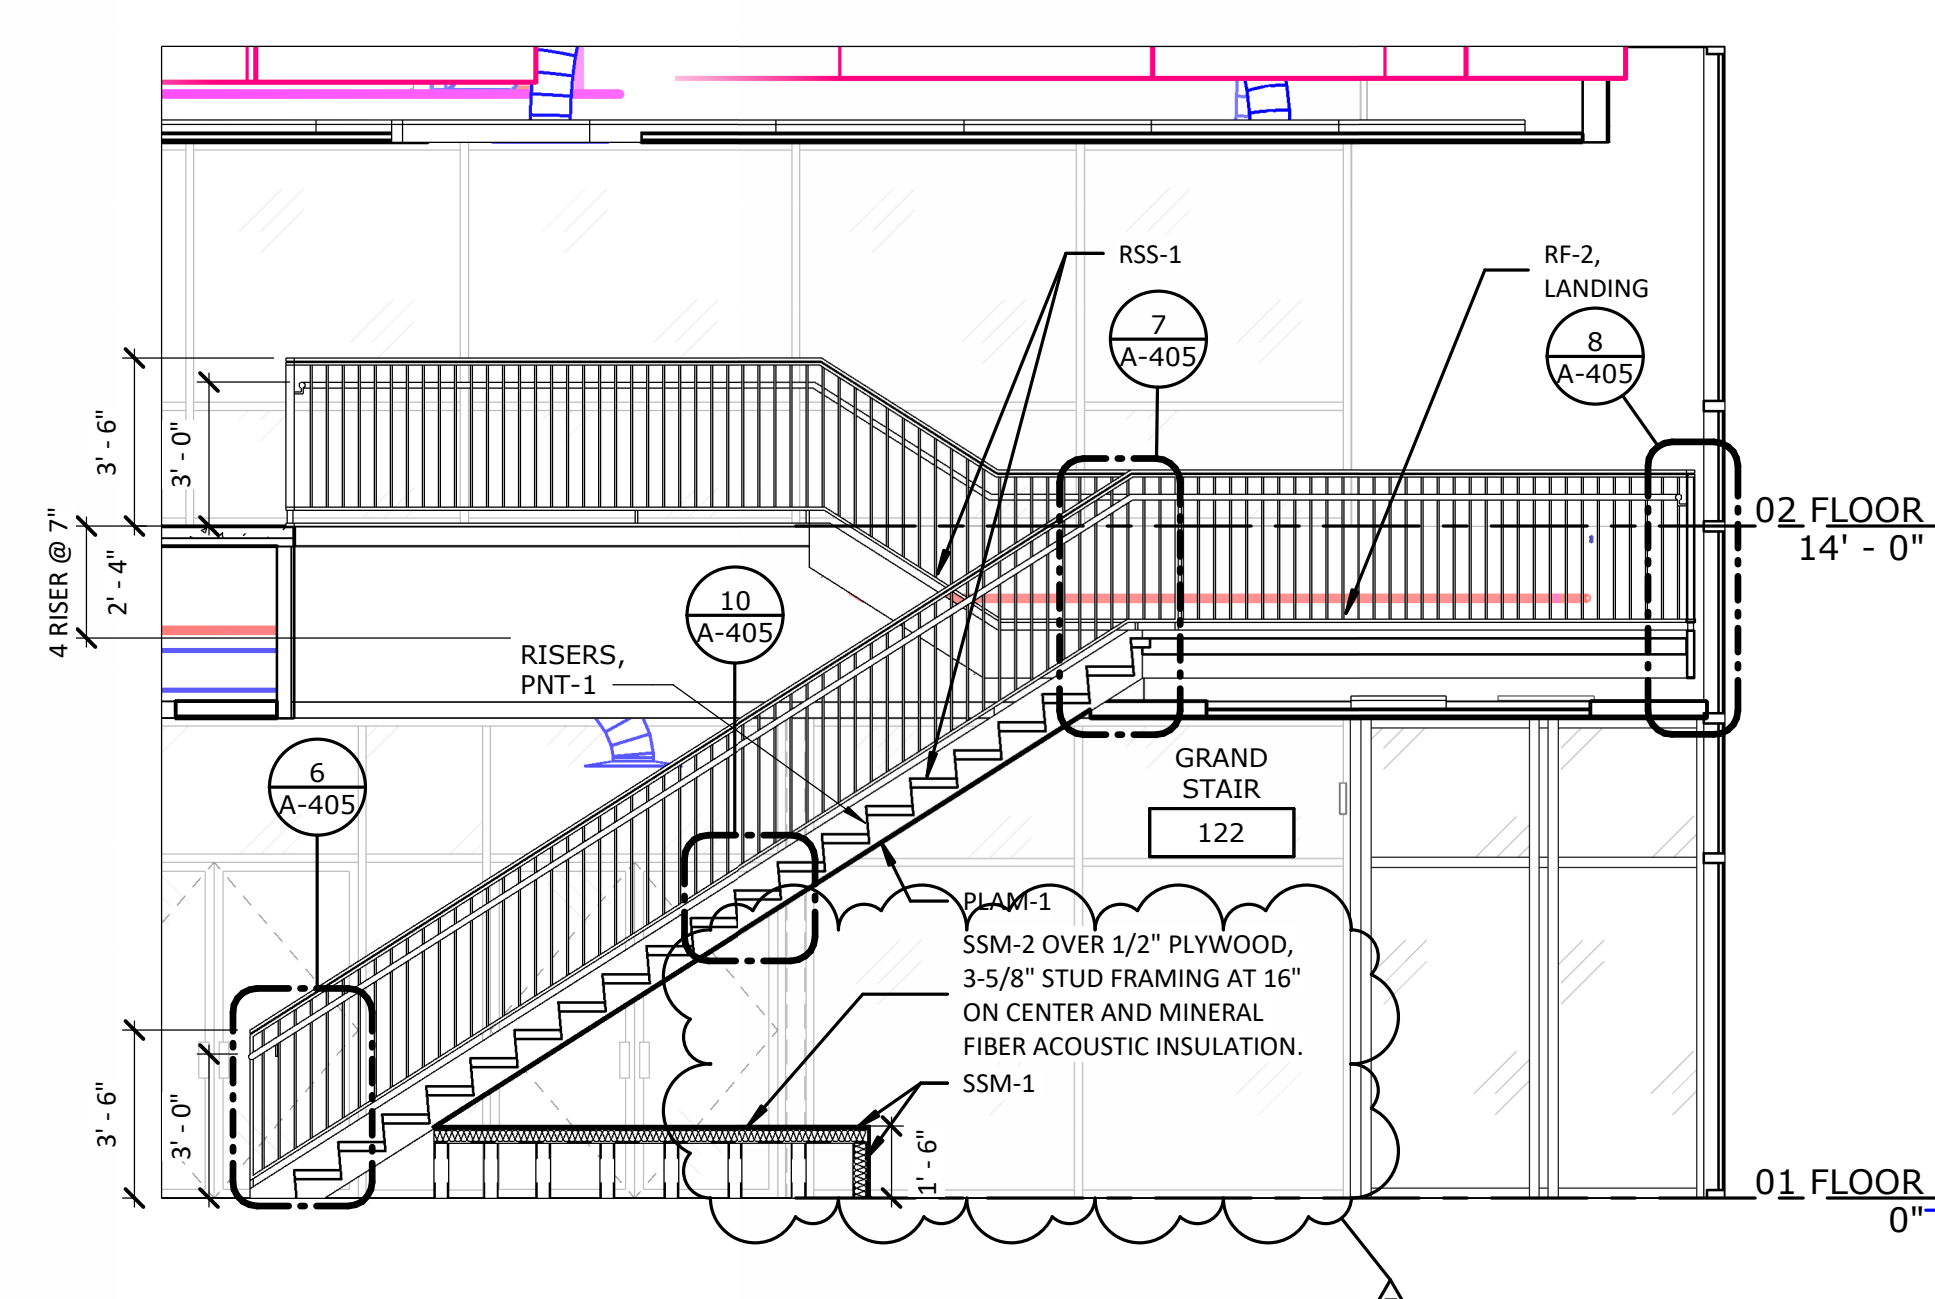 RSS-1
RF-2,
LANDING
7
A-405
8
A-405
3' - 6"
3' - 0"
02 FLOOR
14' - 0"
4 RISER @ 7"
2' - 4"
10
A-405
RISERS,
PNT-1
6
A-405
GRAND
STAIR
122
PLAM-1
SSM-2 OVER 1/2" PLYWOOD,
3-5/8" STUD FRAMING AT 16"
ON CENTER AND MINERAL
FIBER ACOUSTIC INSULATION.
SSM-1
3' - 6"
3' - 0"
1' - 6"
01 FLOOR
0"